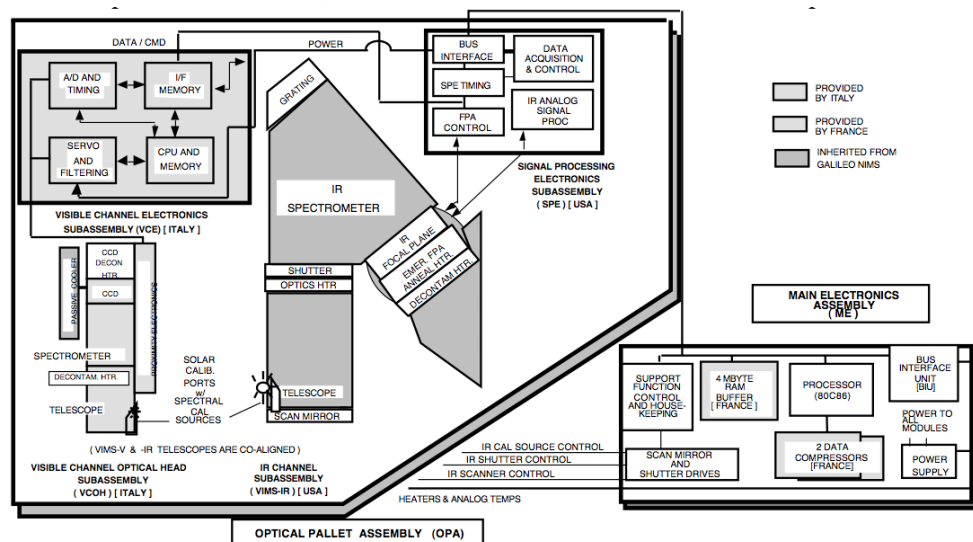 DATA / CMD
POWER
A/D AND
TIMING
I/F
MEMORY
SERVO
AND
FILTERING
CPU AND
MEMORY
VISIBLE CHANNEL ELECTRONICS
SUBASSEMBLY (VCE) [ ITALY ]
GRATING
IR
SPECTROMETER
SHUTTER
OPTICS HTR
TELESCOPE
SCAN MIRROR
BUS
INTERFACE
DATA
ACQUISITION
& CONTROL
SPE TIMING
FPA
CONTROL
IR ANALOG
SIGNAL
PROC
SIGNAL PROCESSING
ELECTRONICS
SUBASSEMBLY
( SPE ) [ USA ]
IR
FOCAL PLANE
EMER. FPA
ANNEAL HTR.
DECONTAM HTR.
PROVIDED
BY ITALY
PROVIDED
BY FRANCE
INHERITED FROM
GALILEO NIMS
PASSIVE COOLER
CCD
DECON
HTR
CCD
PROXIMITY ELECTRONICS
SPECTROMETER
DECONTAM. HTR.
TELESCOPE
SOLAR
CALIB.
PORTS
w/
SPECTRAL
CAL
SOURCES
( VIMS-V & -IR TELESCOPES ARE CO-ALIGNED )
VISIBLE CHANNEL OPTICAL HEAD
SUBASSEMBLY
( VCOH ) [ ITALY ]
IR CHANNEL
SUBASSEMBLY
(VIMS-IR ) [ USA ]
MAIN ELECTRONICS
ASSEMBLY
( ME )
SUPPORT
FUNCTION
CONTROL
AND HOUSE-
KEEPING
4 MBYTE
RAM
BUFFER
[ FRANCE ]
PROCESSOR
(80C86)
BUS
INTERFACE
UNIT
[BIU]
POWER TO
ALL
MODULES
SCAN MIRROR
AND
SHUTTER DRIVES
2 DATA
COMPRESSORS
[FRANCE]
POWER
SUPPLY
IR CAL SOURCE CONTROL
IR SHUTTER CONTROL
IR SCANNER CONTROL
HEATERS & ANALOG TEMPS
OPTICAL PALLET ASSEMBLY (OPA)